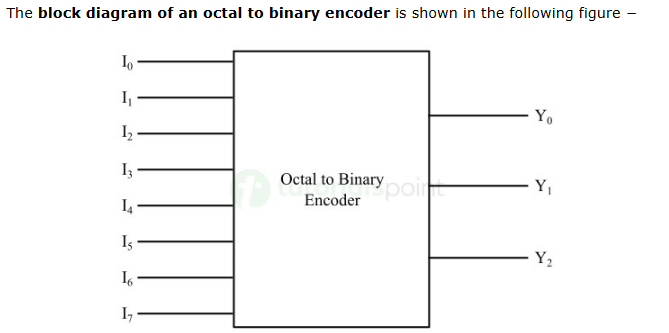 The block diagram of an octal to binary encoder is shown in the following figure −
I0
I1
I2
I3
I4
I5
I6
I7
Octal to Binary
Encoder
Y0
Y1
Y2